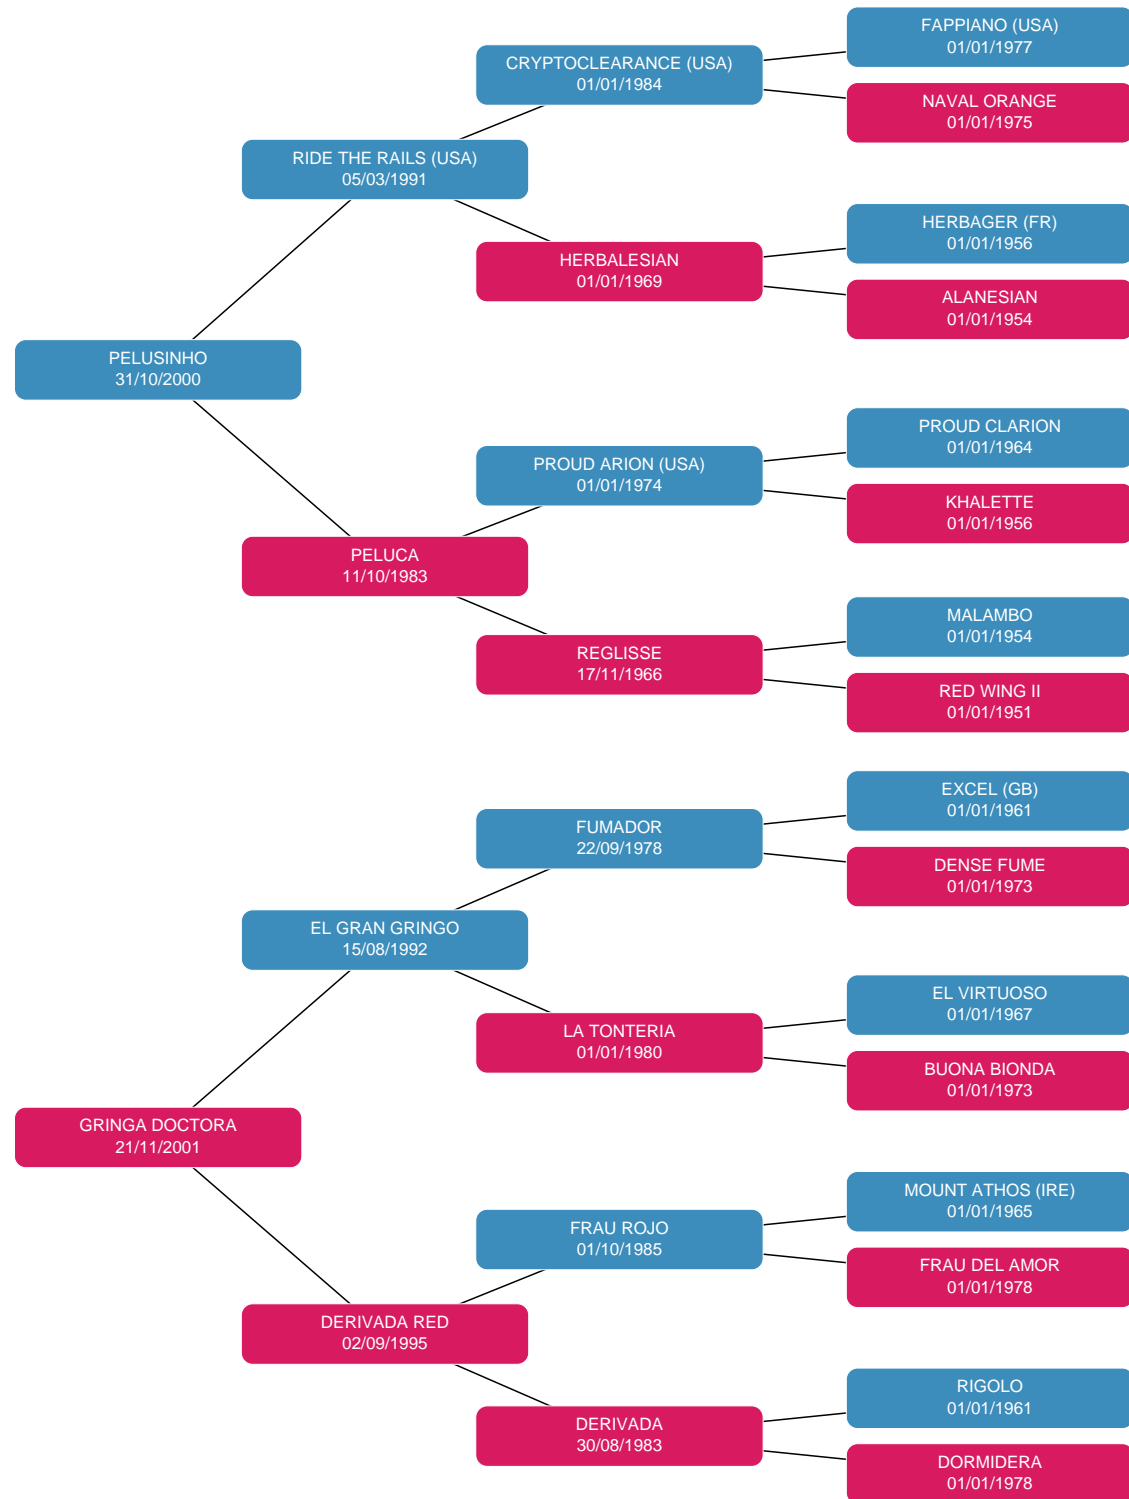 FAPPIANO (USA)
01/01/1977
CRYPTOCLEARANCE (USA)
01/01/1984
NAVAL ORANGE
01/01/1975
RIDE THE RAILS (USA)
05/03/1991
HERBAGER (FR)
01/01/1956
HERBALESIAN
01/01/1969
ALANESIAN
01/01/1954
PELUSINHO
31/10/2000
PROUD CLARION
01/01/1964
PROUD ARION (USA)
01/01/1974
KHALETTE
01/01/1956
PELUCA
11/10/1983
MALAMBO
01/01/1954
REGLISSE
17/11/1966
RED WING II
01/01/1951
EXCEL (GB)
01/01/1961
FUMADOR
22/09/1978
DENSE FUME
01/01/1973
EL GRAN GRINGO
15/08/1992
EL VIRTUOSO
01/01/1967
LA TONTERIA
01/01/1980
BUONA BIONDA
01/01/1973
GRINGA DOCTORA
21/11/2001
MOUNT ATHOS (IRE)
01/01/1965
FRAU ROJO
01/10/1985
FRAU DEL AMOR
01/01/1978
DERIVADA RED
02/09/1995
RIGOLO
01/01/1961
DERIVADA
30/08/1983
DORMIDERA
01/01/1978